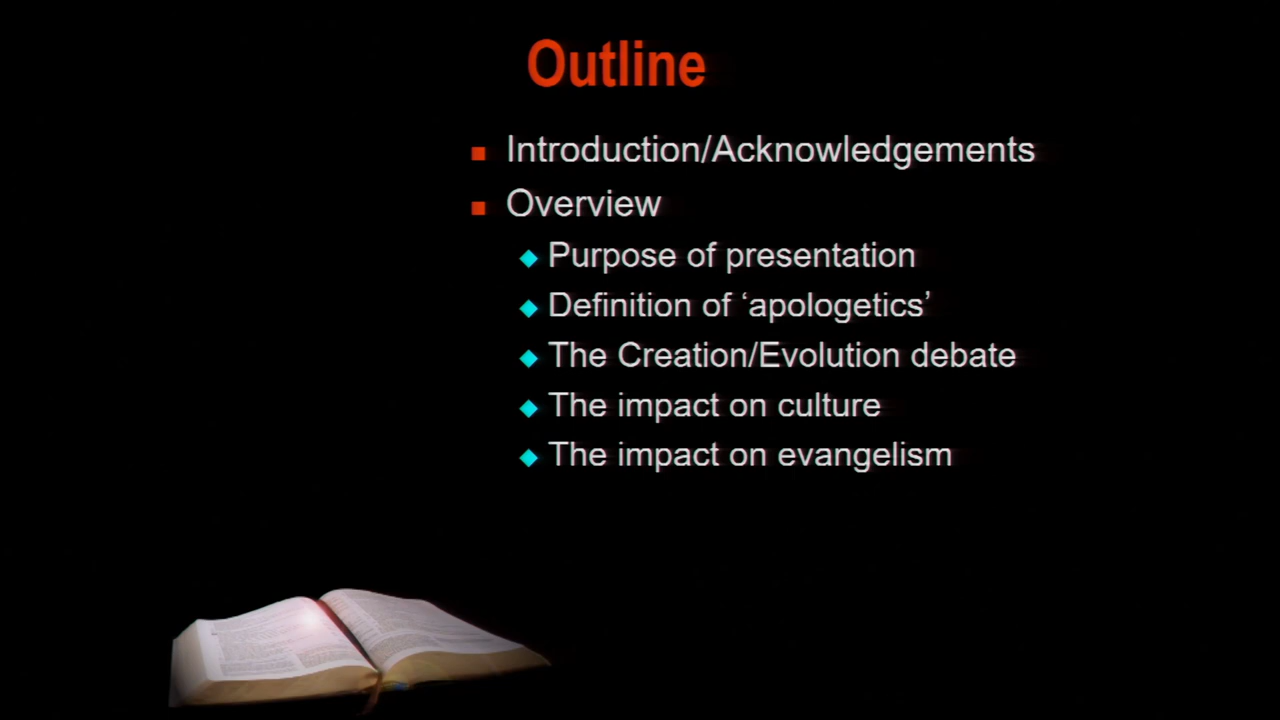 Outline
Introduction/Acknowledgements
Overview
Purpose of presentation
Definition of ‘apologetics’
The Creation/Evolution debate
The impact on culture
The impact on evangelism